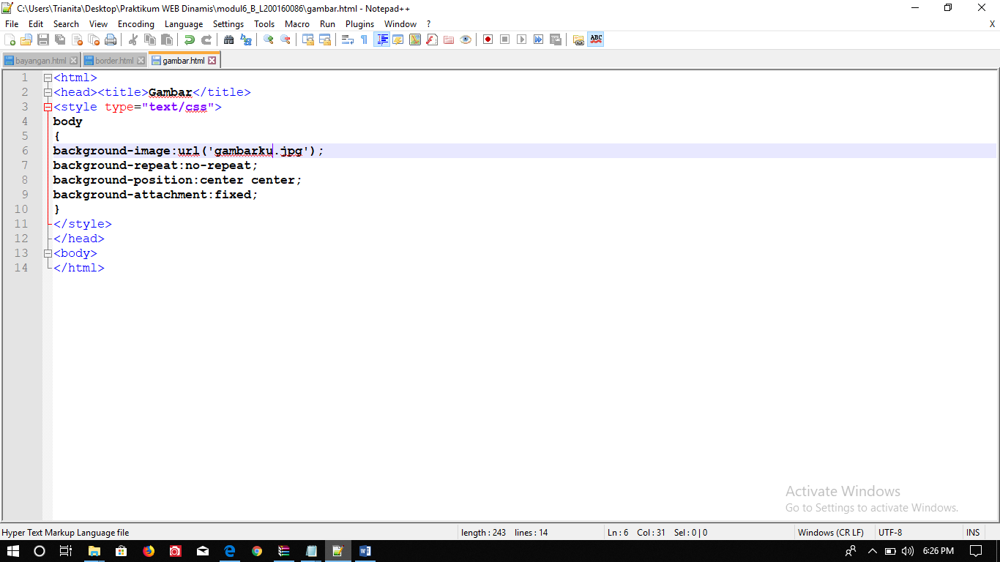 C:\Users\Trianita\Desktop\Praktikum WEB Dinamis\modul6_B_L200160086\gambar.html - Notepad++
File Edit Search View Encoding Language Settings Tools Macro Run Plugins Window ? X
ABC
bayangan.html border.html gambar.html
1 <html>
2 <head><title>Gambar</title>
3 <style type="text/css">
4 body
5 {
6 background-image:url('gambarku.jpg');
7 background-repeat:no-repeat;
8 background-position:center center;
9 background-attachment:fixed;
10 }
11 </style>
12 </head>
13 <body>
14 </html>
Activate Windows
Go to Settings to activate Windows.
Hyper Text Markup Language file length : 243 lines : 14 Ln : 6 Col : 31 Sel : 0 | 0 Windows (CR LF) UTF-8 INS
6:26 PM